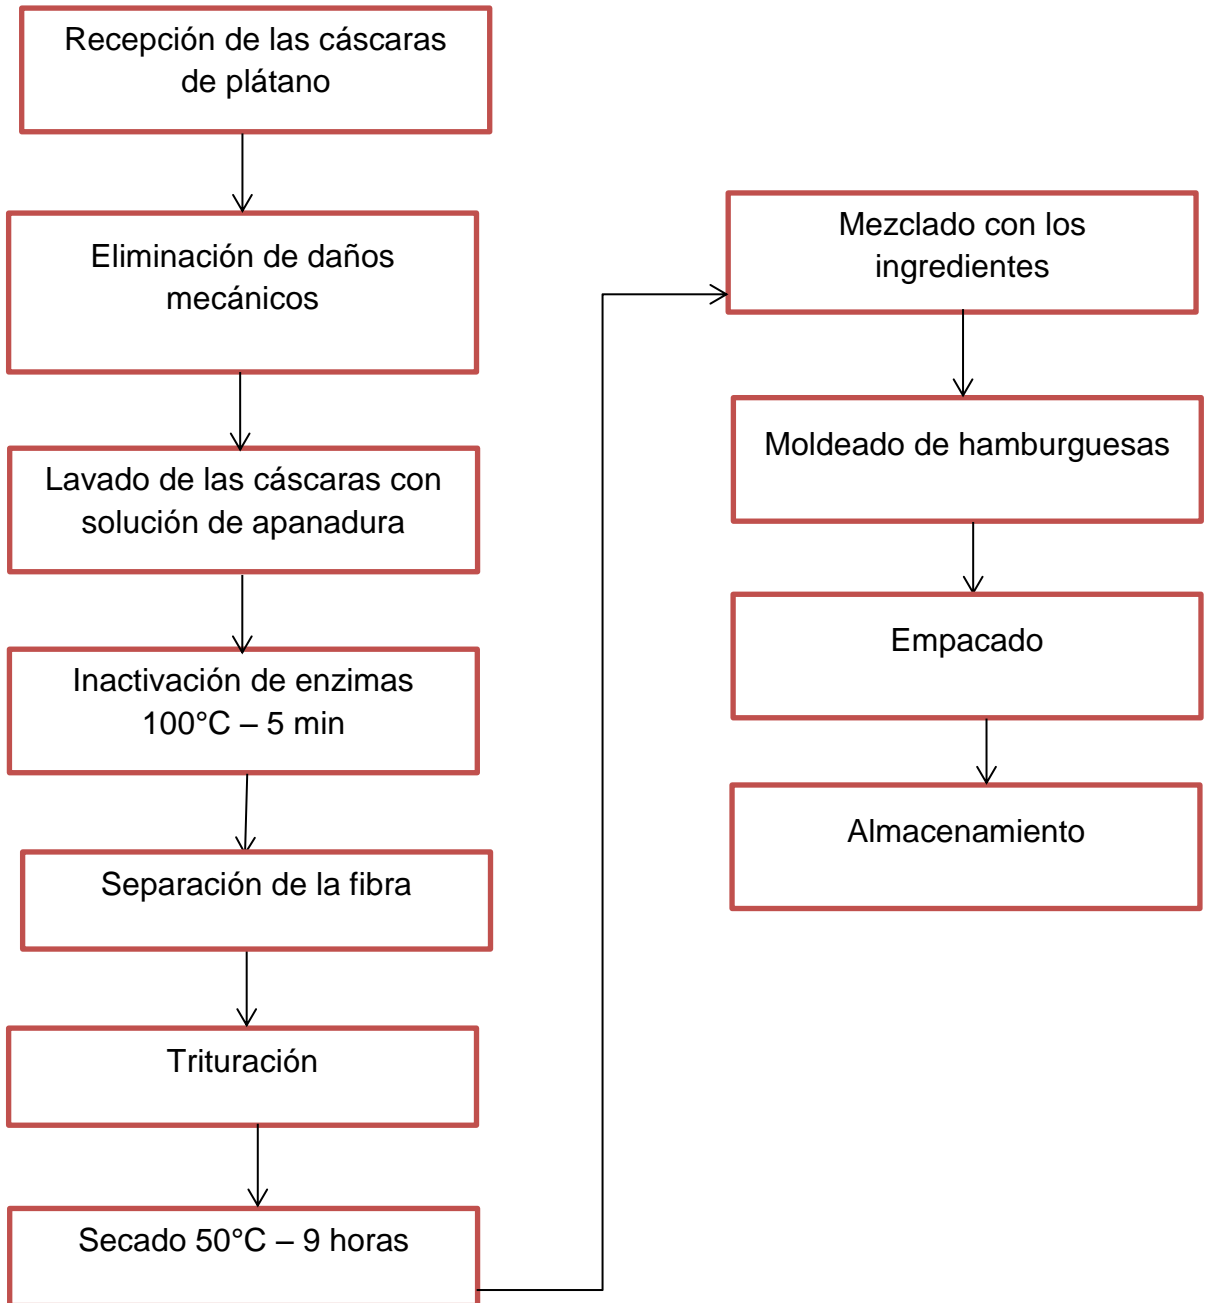 Recepción de las cáscaras
de plátano
Eliminación de daños
mecánicos
Lavado de las cáscaras con
solución de apanadura
Inactivación de enzimas
100°C – 5 min
Separación de la fibra
Trituración
Secado 50°C – 9 horas
Mezclado con los
ingredientes
Moldeado de hamburguesas
Empacado
Almacenamiento